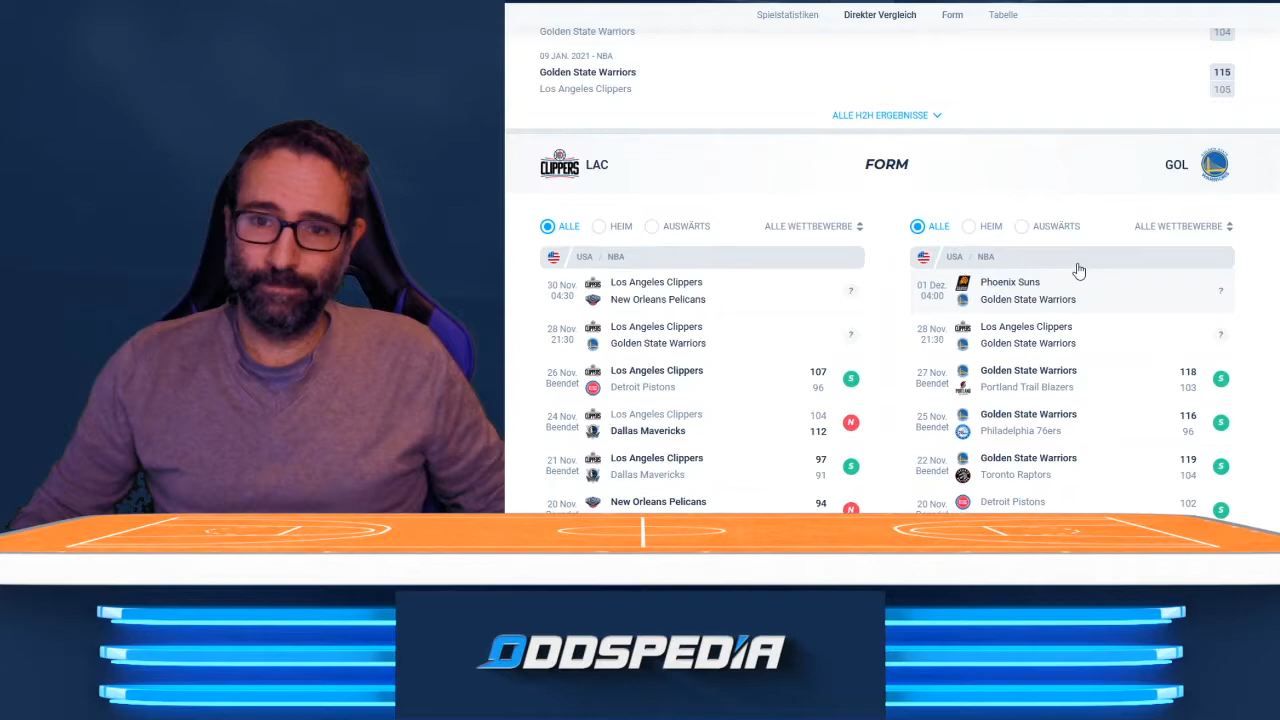 Spielstatistiken Direkter Vergleich Form Tabelle
Golden State Warriors 104
09 JAN. 2021 - NBA
Golden State Warriors 115
Los Angeles Clippers 105
ALLE H2H ERGEBNISSE
CLIPPERS LAC FORM GOL
ALLE HEIM AUSWÄRTS ALLE WETTBEWERBE
USA / NBA
30 Nov. 04:30 Los Angeles Clippers ?
New Orleans Pelicans
28 Nov. 21:30 Los Angeles Clippers ?
Golden State Warriors
26 Nov. Beendet Los Angeles Clippers 107 S
Detroit Pistons 96
24 Nov. Beendet Los Angeles Clippers 104 N
Dallas Mavericks 112
21 Nov. Beendet Los Angeles Clippers 97 S
Dallas Mavericks 91
20 Nov. New Orleans Pelicans 94 N
ALLE HEIM AUSWÄRTS ALLE WETTBEWERBE
USA / NBA
01 Dez. 04:00 Phoenix Suns ?
Golden State Warriors
28 Nov. 21:30 Los Angeles Clippers ?
Golden State Warriors
27 Nov. Beendet Golden State Warriors 118 S
Portland Trail Blazers 103
25 Nov. Beendet Golden State Warriors 116 S
Philadelphia 76ers 96
22 Nov. Beendet Golden State Warriors 119 S
Toronto Raptors 104
20 Nov. Detroit Pistons 102 S
ODDSPEDIA